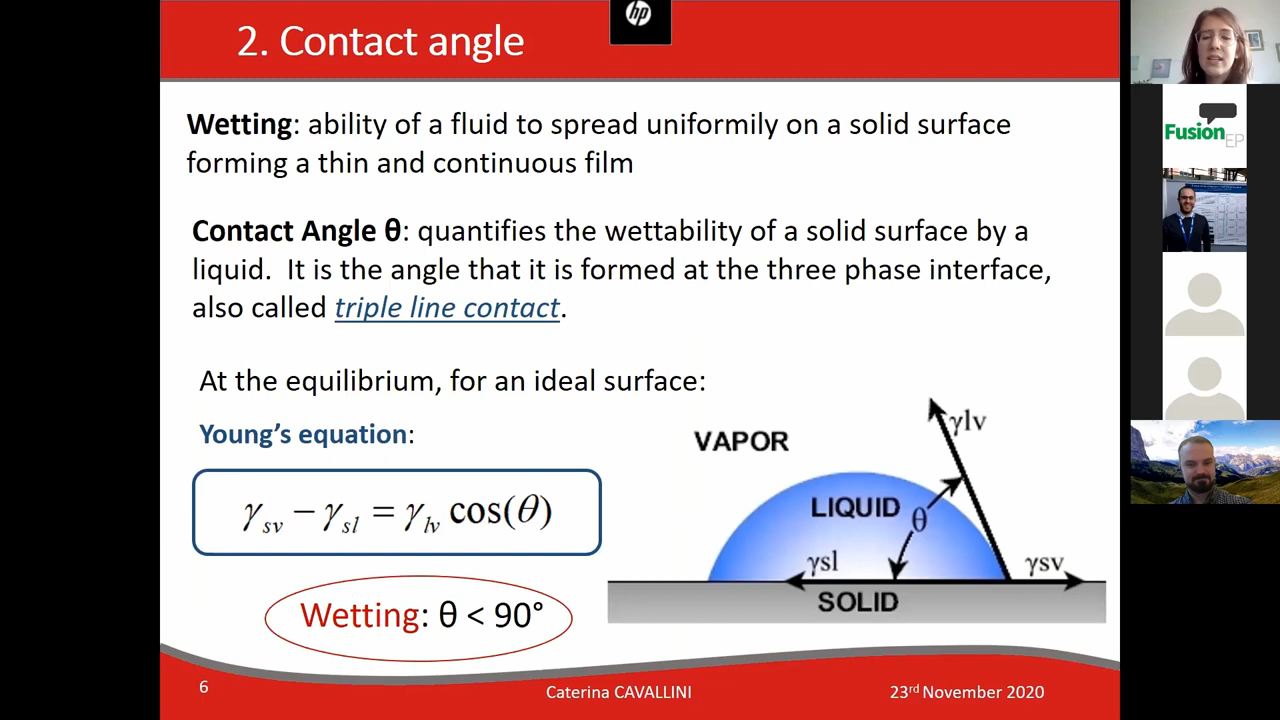 hp
2. Contact angle
Wetting: ability of a fluid to spread uniformily on a solid surface
forming a thin and continuous film
Contact Angle θ: quantifies the wettability of a solid surface by a
liquid. It is the angle that it is formed at the three phase interface,
also called triple line contact.
At the equilibrium, for an ideal surface:
Young's equation:
γsv − γsl = γlv cos(θ)
Wetting: θ < 90°
VAPOR
γlv
LIQUID
θ
γsl
γsv
SOLID
6
Caterina CAVALLINI
23rd November 2020
Fusion EP